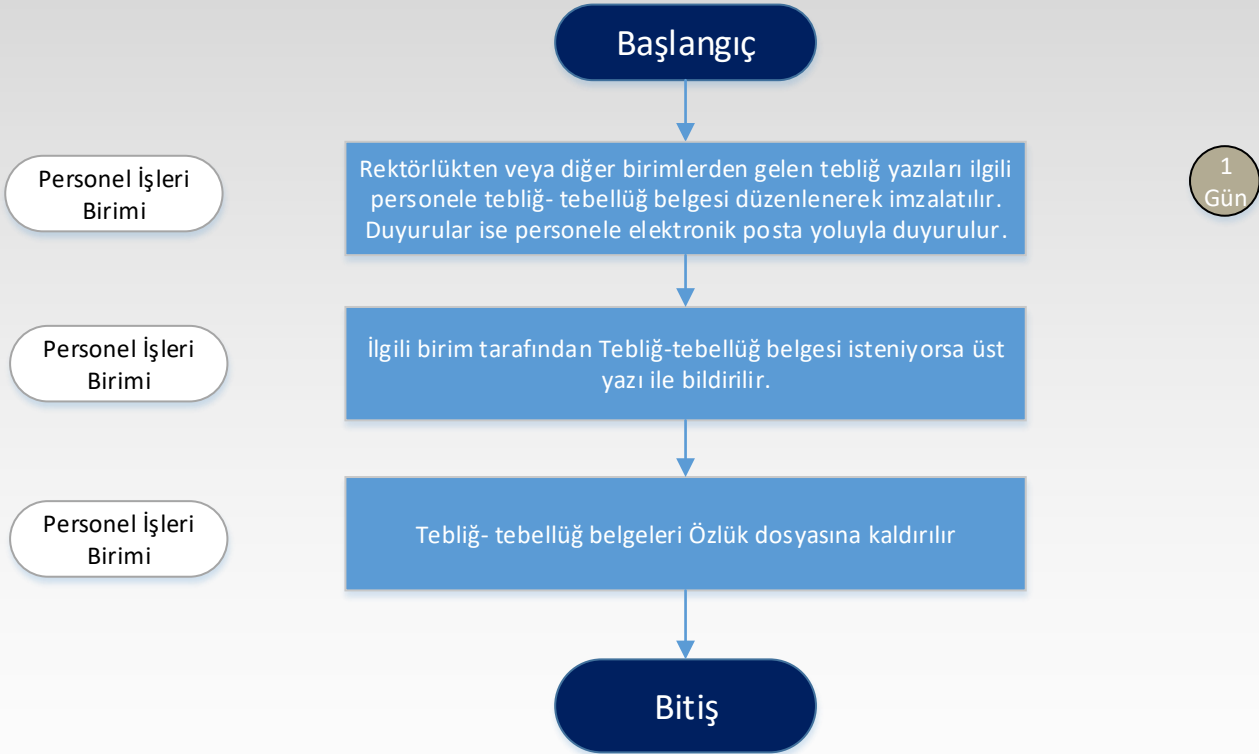 Başlangıç
Personel İşleri
Birimi
Rektörlükten veya diğer birimlerden gelen tebliğ yazıları ilgili
personele tebliğ- tebellüğ belgesi düzenlenerek imzalatılır.
Duyurular ise personele elektronik posta yoluyla duyurulur.
1
Gün
Personel İşleri
Birimi
İlgili birim tarafından Tebliğ-tebellüğ belgesi isteniyorsa üst
yazı ile bildirilir.
Personel İşleri
Birimi
Tebliğ- tebellüğ belgeleri Özlük dosyasına kaldırılır
Bitiş